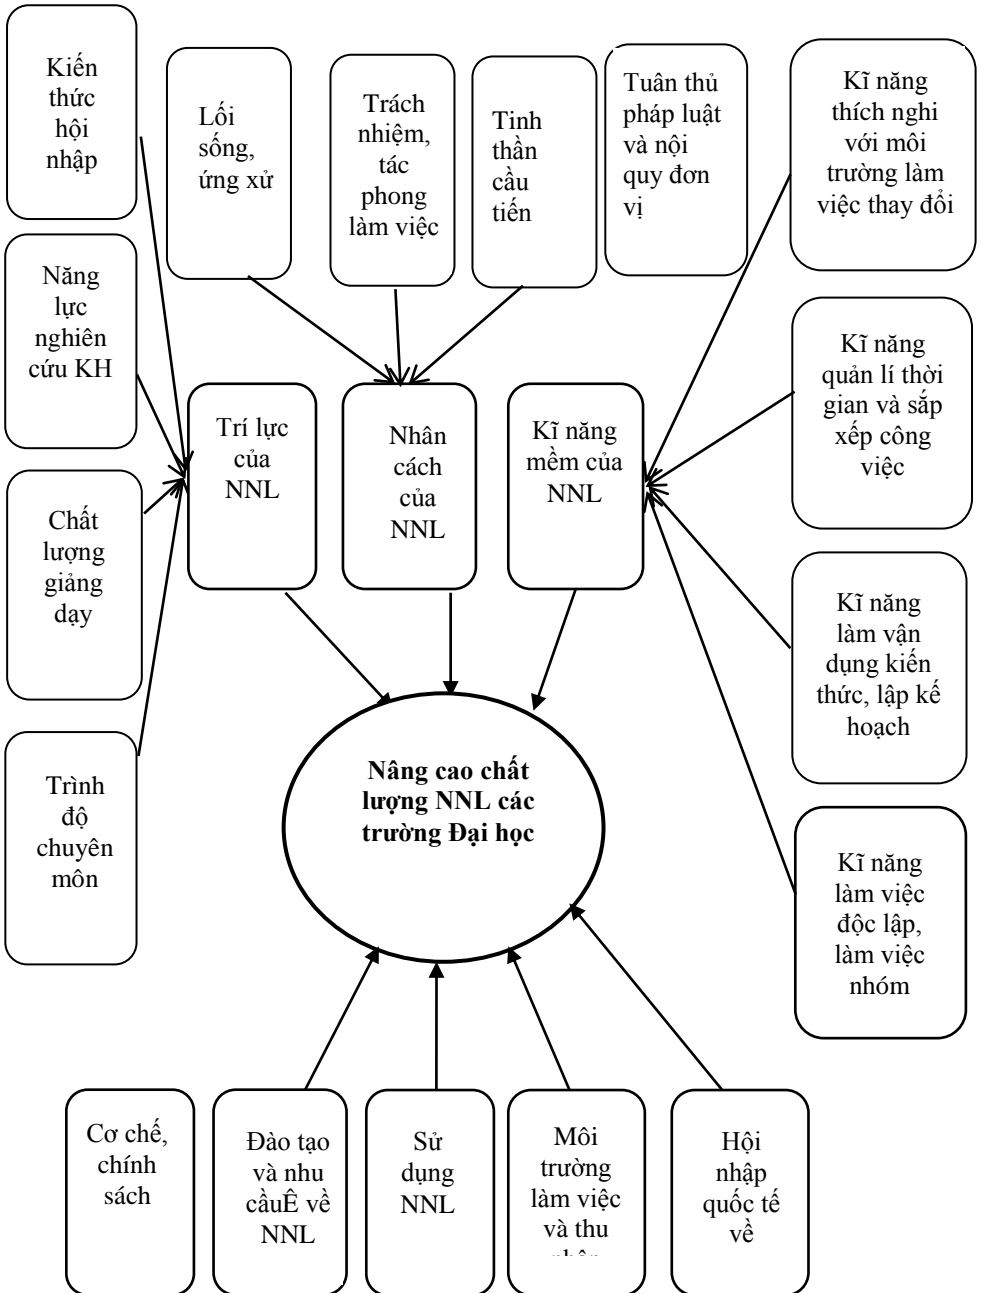 Kiến
thức
hội
nhập
Lối
sống,
ứng xử
Trách
nhiệm,
tác
phong
làm việc
Tinh
thần
cầu
tiến
Tuân thủ
pháp luật
và nội
quy đơn
vị
Kĩ năng
thích nghi
với môi
trường làm
việc thay đổi
Năng
lực
nghiên
cứu KH
Kĩ năng
quản lí thời
gian và sắp
xếp công
việc
Trí lực
của
NNL
Nhân
cách
của
NNL
Kĩ năng
mềm của
NNL
Chất
lượng
giảng
dạy
Kĩ năng
làm vận
dụng kiến
thức, lập kế
hoạch
Trình
độ
chuyên
môn
Nâng cao chất
lượng NNL các
trường Đại học
Kĩ năng
làm việc
độc lập,
làm việc
nhóm
Cơ chế,
chính
sách
Đào tạo
và nhu
cầuÊ về
NNL
Sử
dụng
NNL
Môi
trường
làm việc
và thu
Hội
nhập
quốc tế
về